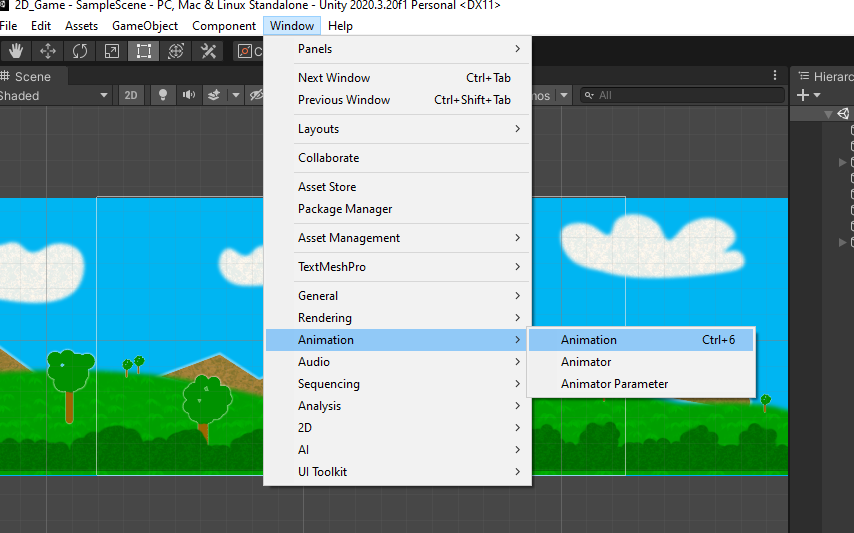 2D_Game - SampleScene - PC, Mac & Linux Standalone - Unity 2020.3.20f1 Personal <DX11>
File Edit Assets GameObject Component Window Help
Scene
Shaded
2D
All
Hierarc
Panels
Next Window Ctrl+Tab
Previous Window Ctrl+Shift+Tab
Layouts
Collaborate
Asset Store
Package Manager
Asset Management
TextMeshPro
General
Rendering
Animation
Audio
Sequencing
Analysis
2D
AI
UI Toolkit
Animation Ctrl+6
Animator
Animator Parameter